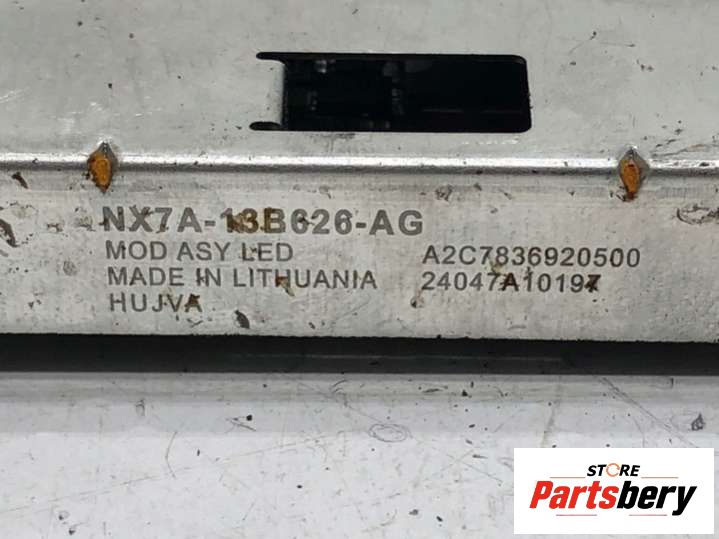 NX7A-13B626-AG
MOD ASY LED A2C7836920500
MADE IN LITHUANIA 24047A10197
HUJVA
STORE
Partsbery